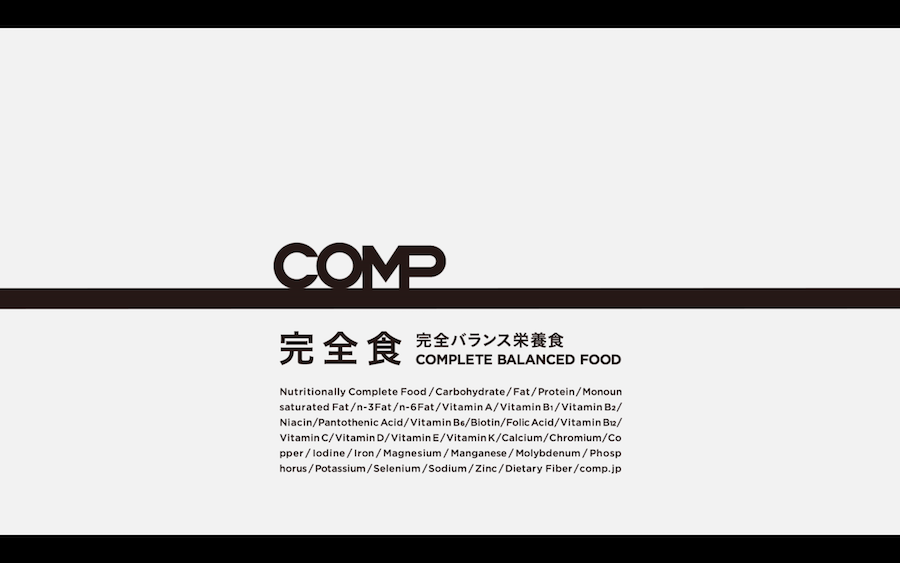 COMP
完全食
完全バランス栄養食
COMPLETE BALANCED FOOD
Nutritionally Complete Food/Carbohydrate/Fat/Protein/Monoun
saturated Fat/n-3Fat/n-6Fat/Vitamin A/Vitamin B1/Vitamin B2/
Niacin/Pantothenic Acid/Vitamin B6/Biotin/Folic Acid/Vitamin B12/
Vitamin C/Vitamin D/Vitamin E/Vitamin K/Calcium/Chromium/Co
pper/Iodine/Iron/Magnesium/Manganese/Molybdenum/Phosp
horus/Potassium/Selenium/Sodium/Zinc/Dietary Fiber/comp.jp